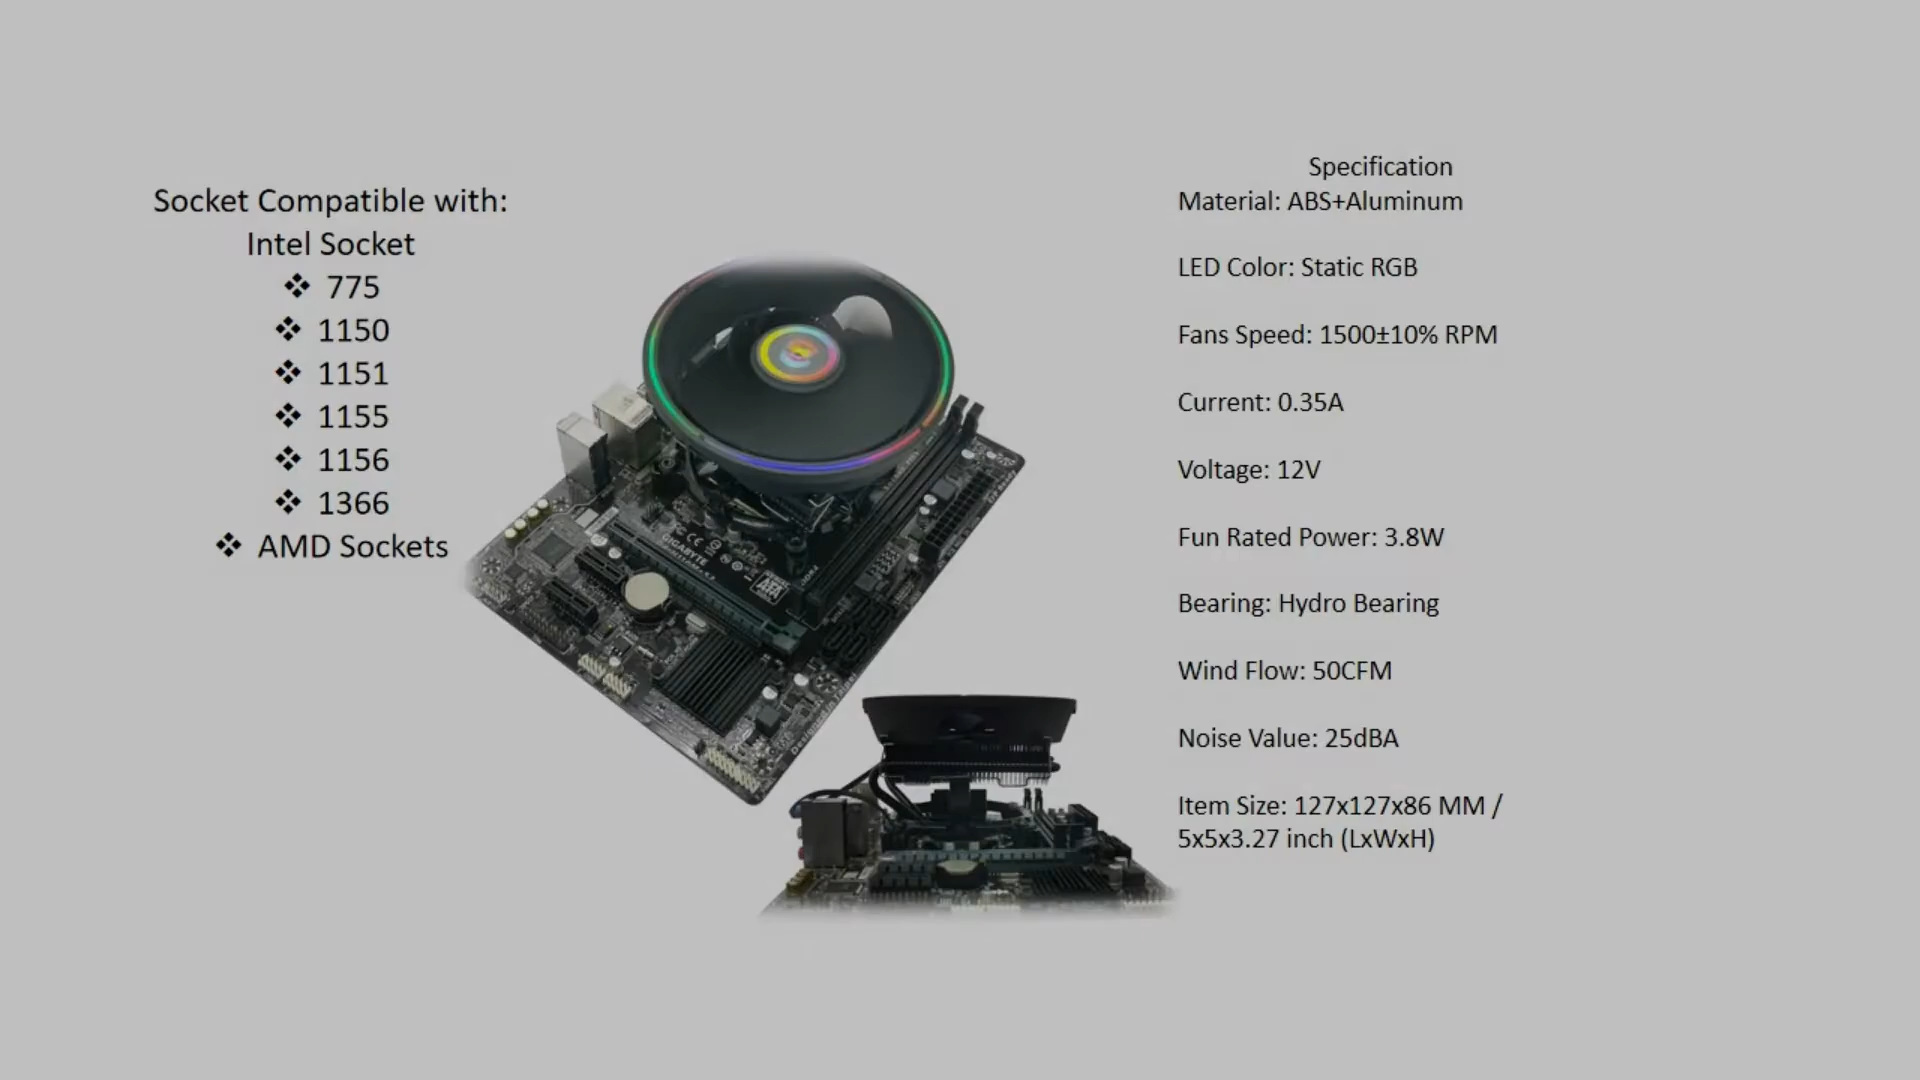 Socket Compatible with:
Intel Socket
❖ 775
❖ 1150
❖ 1151
❖ 1155
❖ 1156
❖ 1366
❖ AMD Sockets
GIGABYTE
Specification
Material: ABS+Aluminum
LED Color: Static RGB
Fans Speed: 1500±10% RPM
Current: 0.35A
Voltage: 12V
Fun Rated Power: 3.8W
Bearing: Hydro Bearing
Wind Flow: 50CFM
Noise Value: 25dBA
Item Size: 127x127x86 MM /
5x5x3.27 inch (LxWxH)